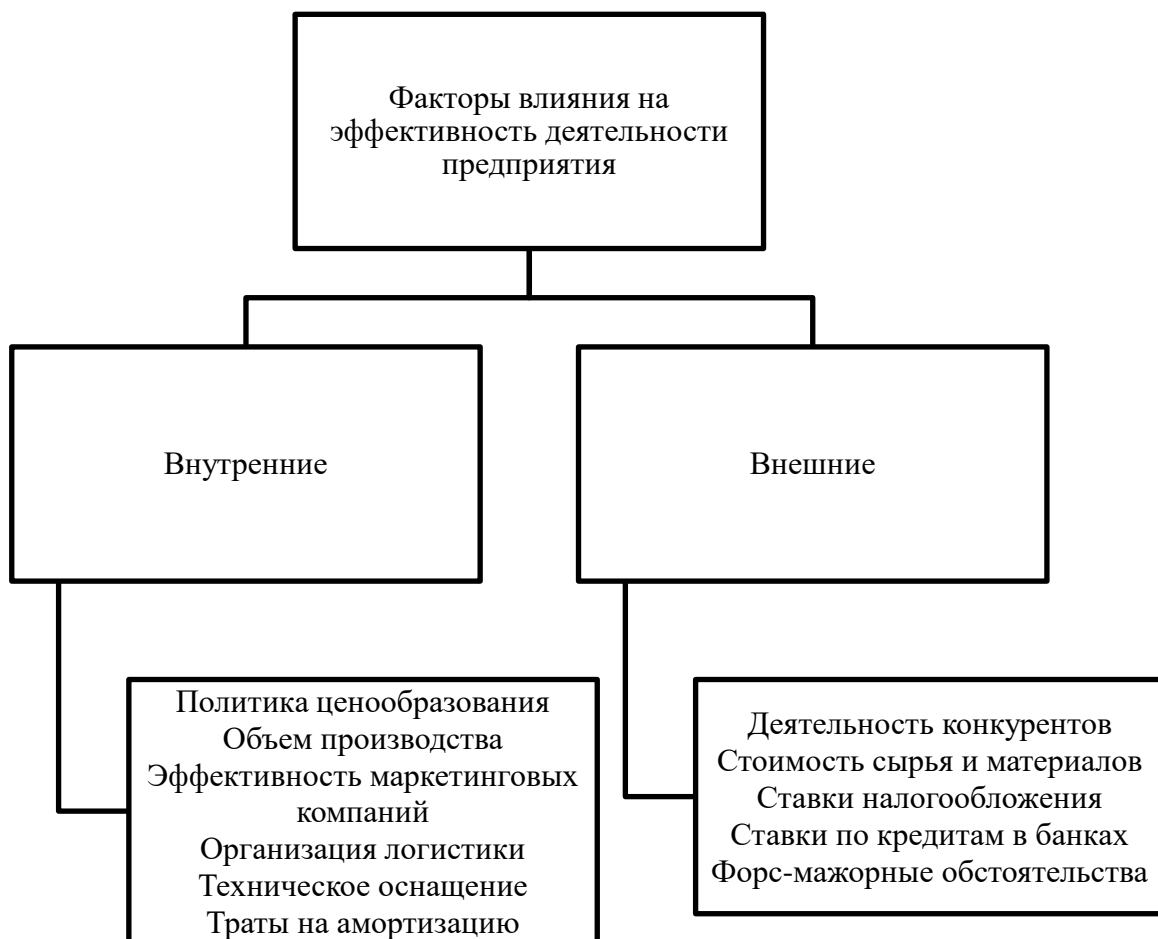 Факторы влияния на
эффективность деятельности
предприятия
Внутренние
Внешние
Политика ценообразования
Объем производства
Эффективность маркетинговых
компаний
Организация логистики
Техническое оснащение
Траты на амортизацию
Деятельность конкурентов
Стоимость сырья и материалов
Ставки налогообложения
Ставки по кредитам в банках
Форс-мажорные обстоятельства